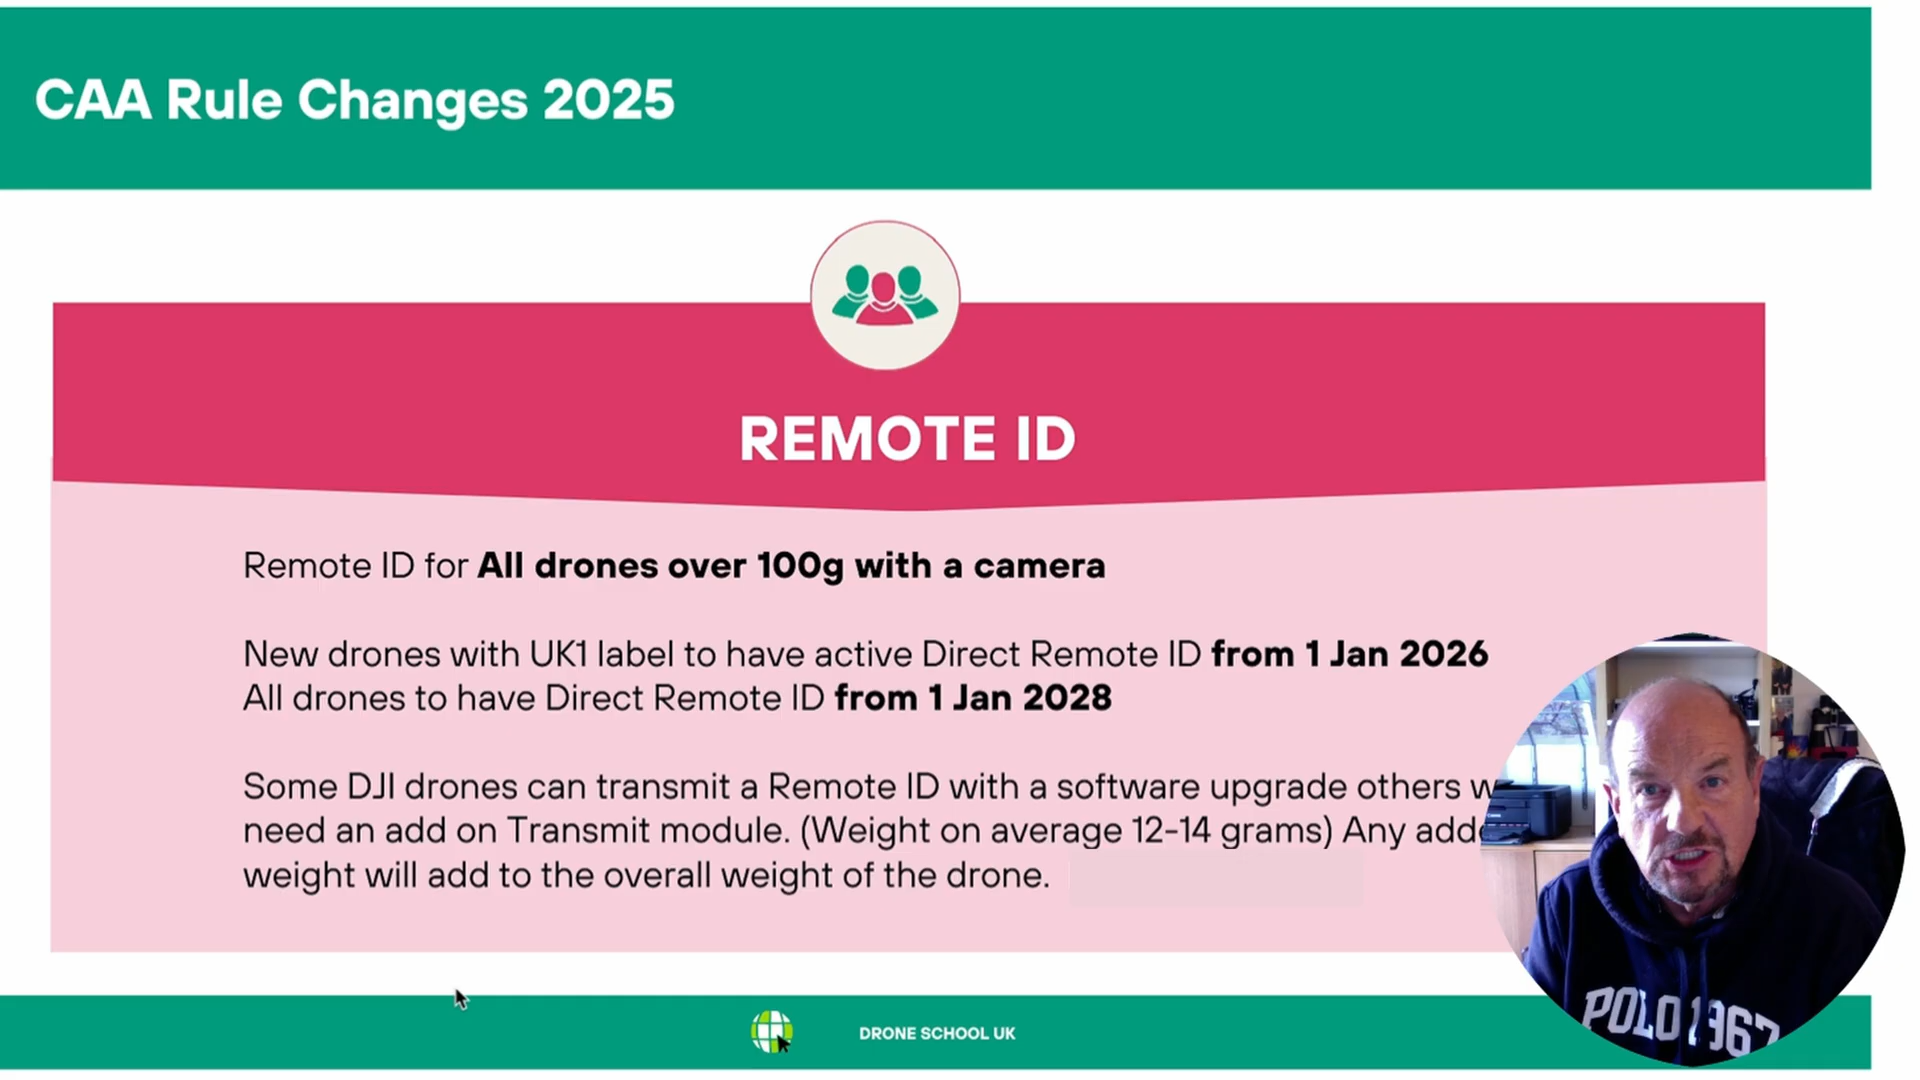 CAA Rule Changes 2025
REMOTE ID
Remote ID for All drones over 100g with a camera
New drones with UK1 label to have active Direct Remote ID from 1 Jan 2026
All drones to have Direct Remote ID from 1 Jan 2028
Some DJI drones can transmit a Remote ID with a software upgrade others
need an add on Transmit module. (Weight on average 12-14 grams) Any
weight will add to the overall weight of the drone.
DRONE SCHOOL UK
POLO 1967